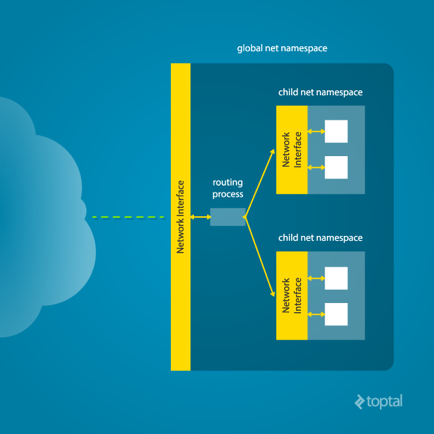 global net namespace
child net namespace
Network
Interface
routing
process
Network Interface
child net namespace
Network
Interface
toptal